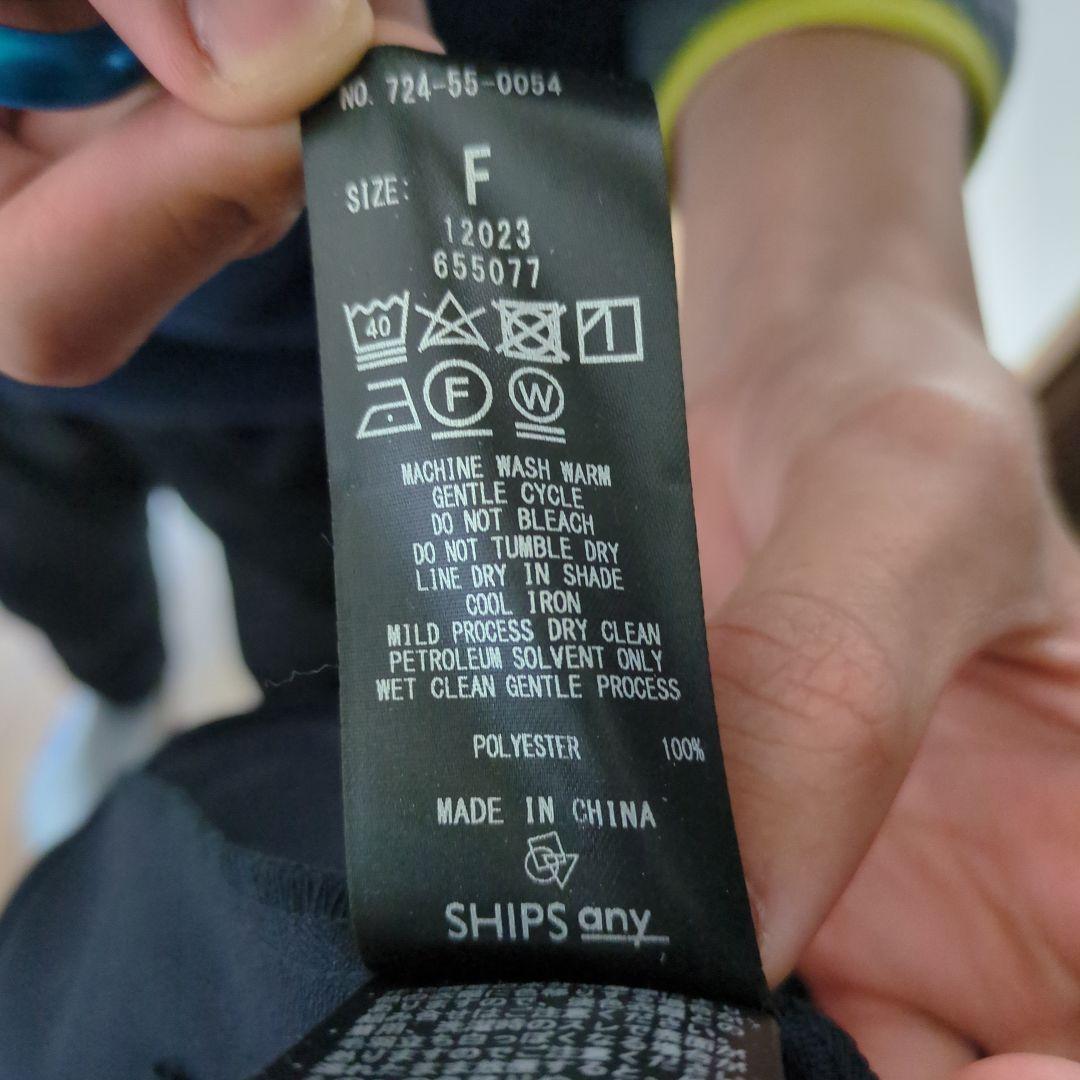 NO. 724-55-0054
SIZE: F
12023
655077
40
F W
MACHINE WASH WARM
GENTLE CYCLE
DO NOT BLEACH
DO NOT TUMBLE DRY
LINE DRY IN SHADE
COOL IRON
MILD PROCESS DRY CLEAN
PETROLEUM SOLVENT ONLY
WET CLEAN GENTLE PROCESS
POLYESTER 100%
MADE IN CHINA
SHIPS any